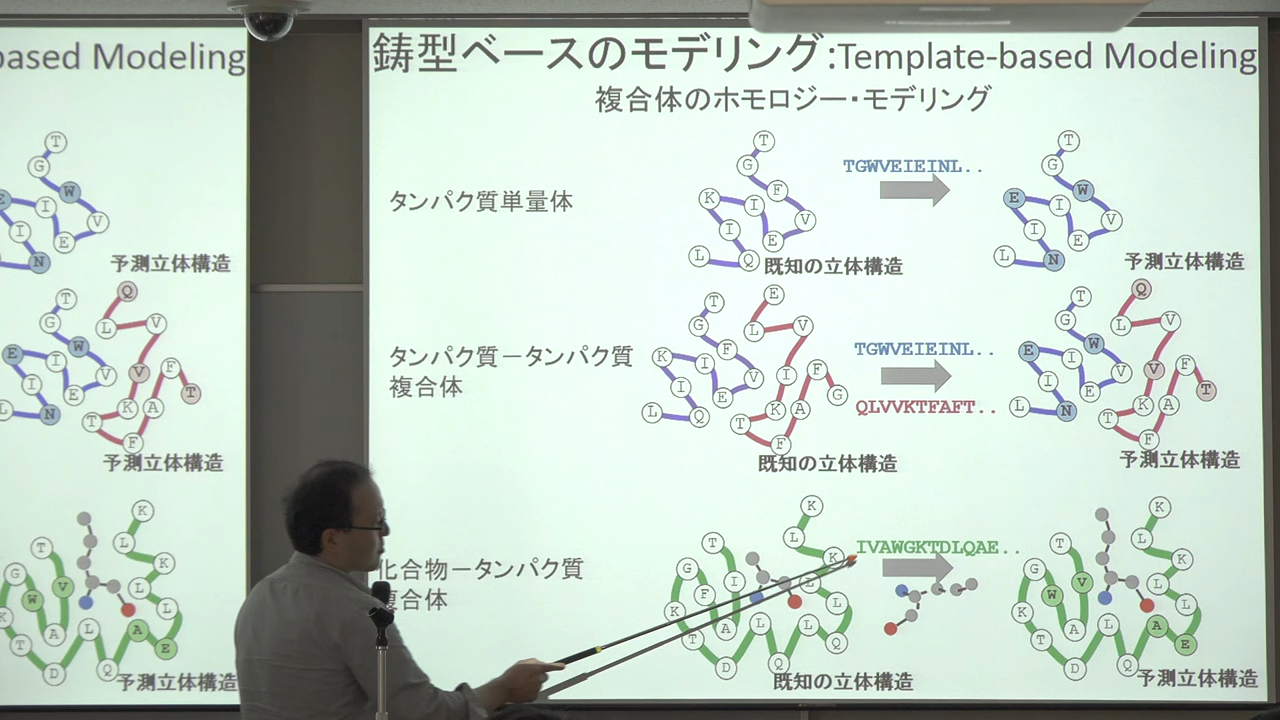 ased Modeling
鋳型ベースのモデリング:Template-based Modeling
複合体のホモロジー・モデリング
タンパク質単量体
TGWVEIEINL..
予測立体構造
既知の立体構造
予測立体構造
タンパク質－タンパク質
複合体
TGWVEIEINL..
QLVVKTFAFT..
予測立体構造
既知の立体構造
予測立体構造
化合物－タンパク質
複合体
IVAWGKTDLQAE..
予測立体構造
既知の立体構造
予測立体構造